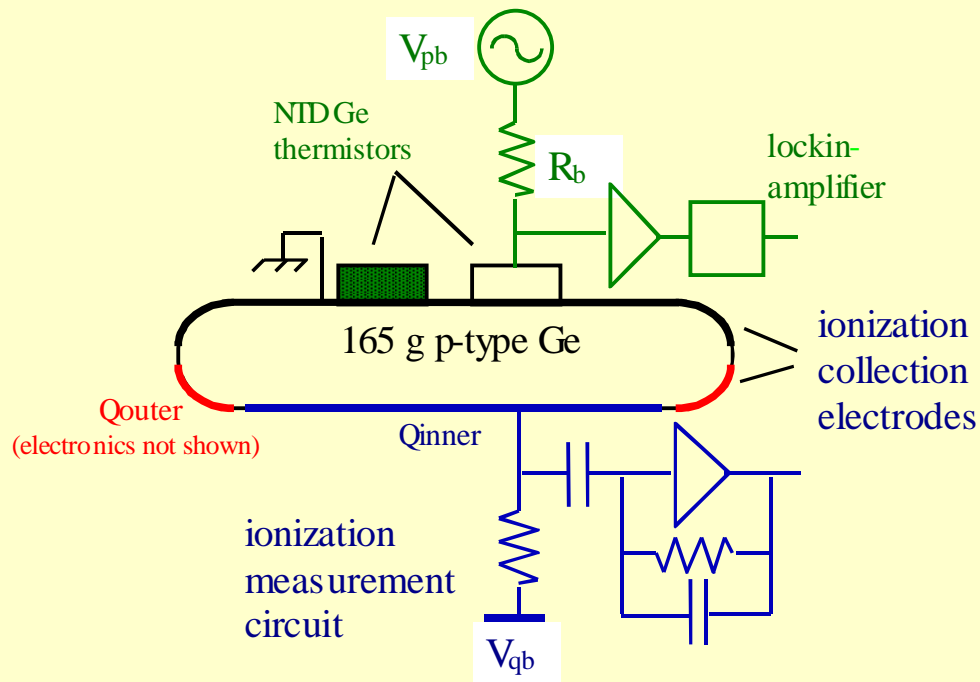 Vpb
NTD Ge
thermistors
Rb
lockin-
amplifier
165 g p-type Ge
ionization
collection
electrodes
Qouter
(electronics not shown)
Qinner
ionization
measurement
circuit
Vqb